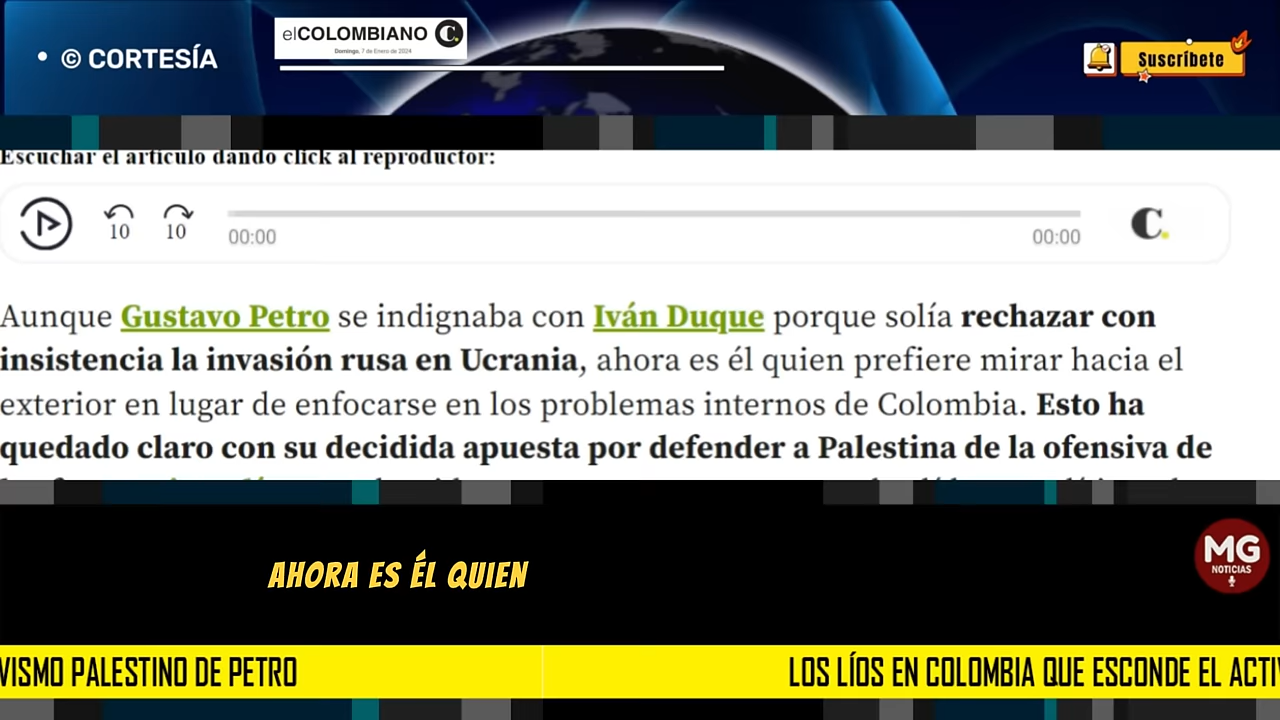 • © CORTESÍA
elCOLOMBIANO C.
Domingo, 7 de Enero de 2024
Suscríbete
Escuchar el artículo dando click al reproductor:
10 10
00:00 00:00
C.
Aunque Gustavo Petro se indignaba con Iván Duque porque solía rechazar con
insistencia la invasión rusa en Ucrania, ahora es él quien prefiere mirar hacia el
exterior en lugar de enfocarse en los problemas internos de Colombia. Esto ha
quedado claro con su decidida apuesta por defender a Palestina de la ofensiva de
AHORA ES ÉL QUIEN
MG
NOTICIAS
VISMO PALESTINO DE PETRO LOS LÍOS EN COLOMBIA QUE ESCONDE EL ACTIV